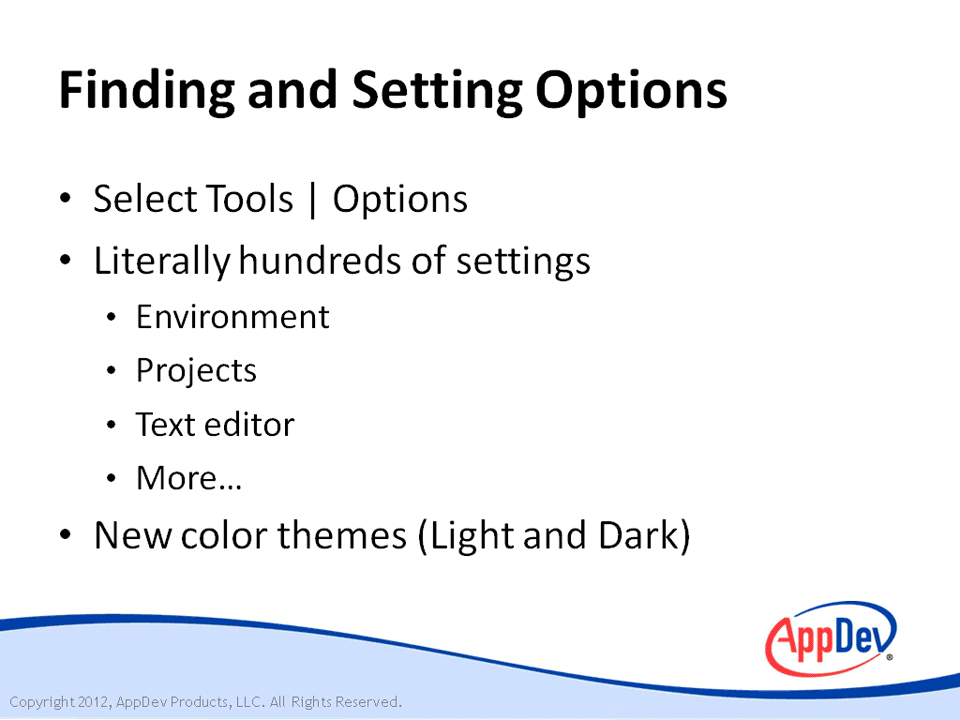 Finding and Setting Options
• Select Tools | Options
• Literally hundreds of settings
• Environment
• Projects
• Text editor
• More…
• New color themes (Light and Dark)
AppDev®
Copyright 2012, AppDev Products, LLC. All Rights Reserved.